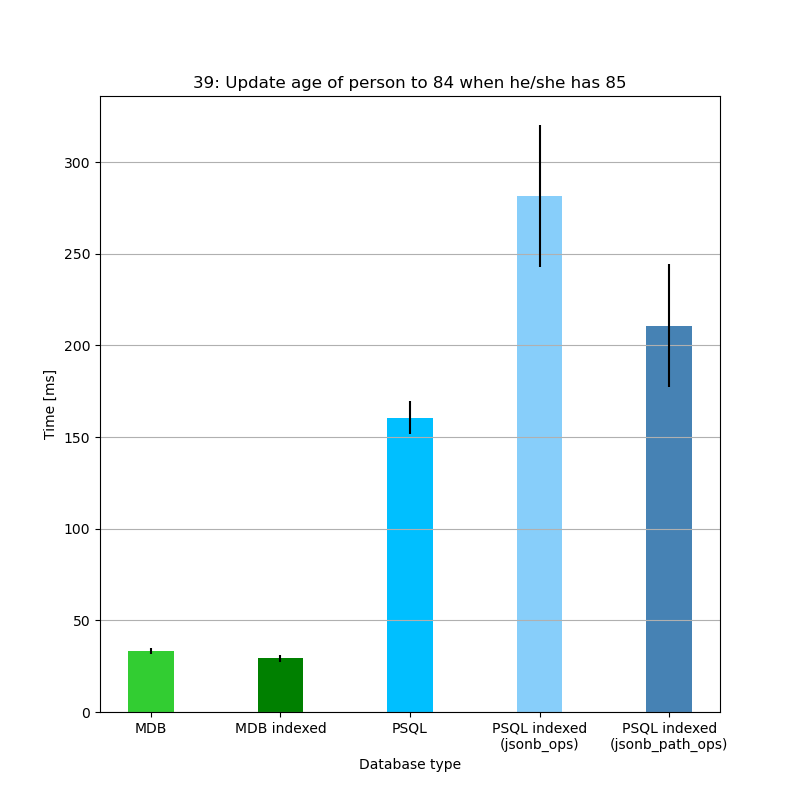 39: Update age of person to 84 when he/she has 85
300
250
200
150
100
50
0
Time [ms]
MDB
MDB indexed
PSQL
PSQL indexed
(jsonb_ops)
PSQL indexed
(jsonb_path_ops)
Database type